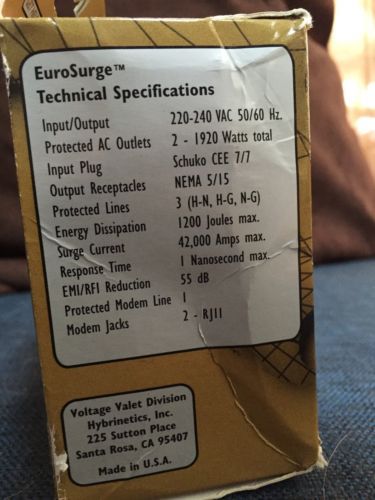 EuroSurge™
Technical Specifications
Input/Output 220-240 VAC 50/60 Hz.
Protected AC Outlets 2 - 1920 Watts total
Input Plug Schuko CEE 7/7
Output Receptacles NEMA 5/15
Protected Lines 3 (H-N, H-G, N-G)
Energy Dissipation 1200 Joules max.
Surge Current 42,000 Amps max.
Response Time 1 Nanosecond max.
EMI/RFI Reduction 55 dB
Protected Modem Line 1
Modem Jacks 2 - RJ11
Voltage Valet Division
Hybrinetics, Inc.
225 Sutton Place
Santa Rosa, CA 95407
Made in U.S.A.